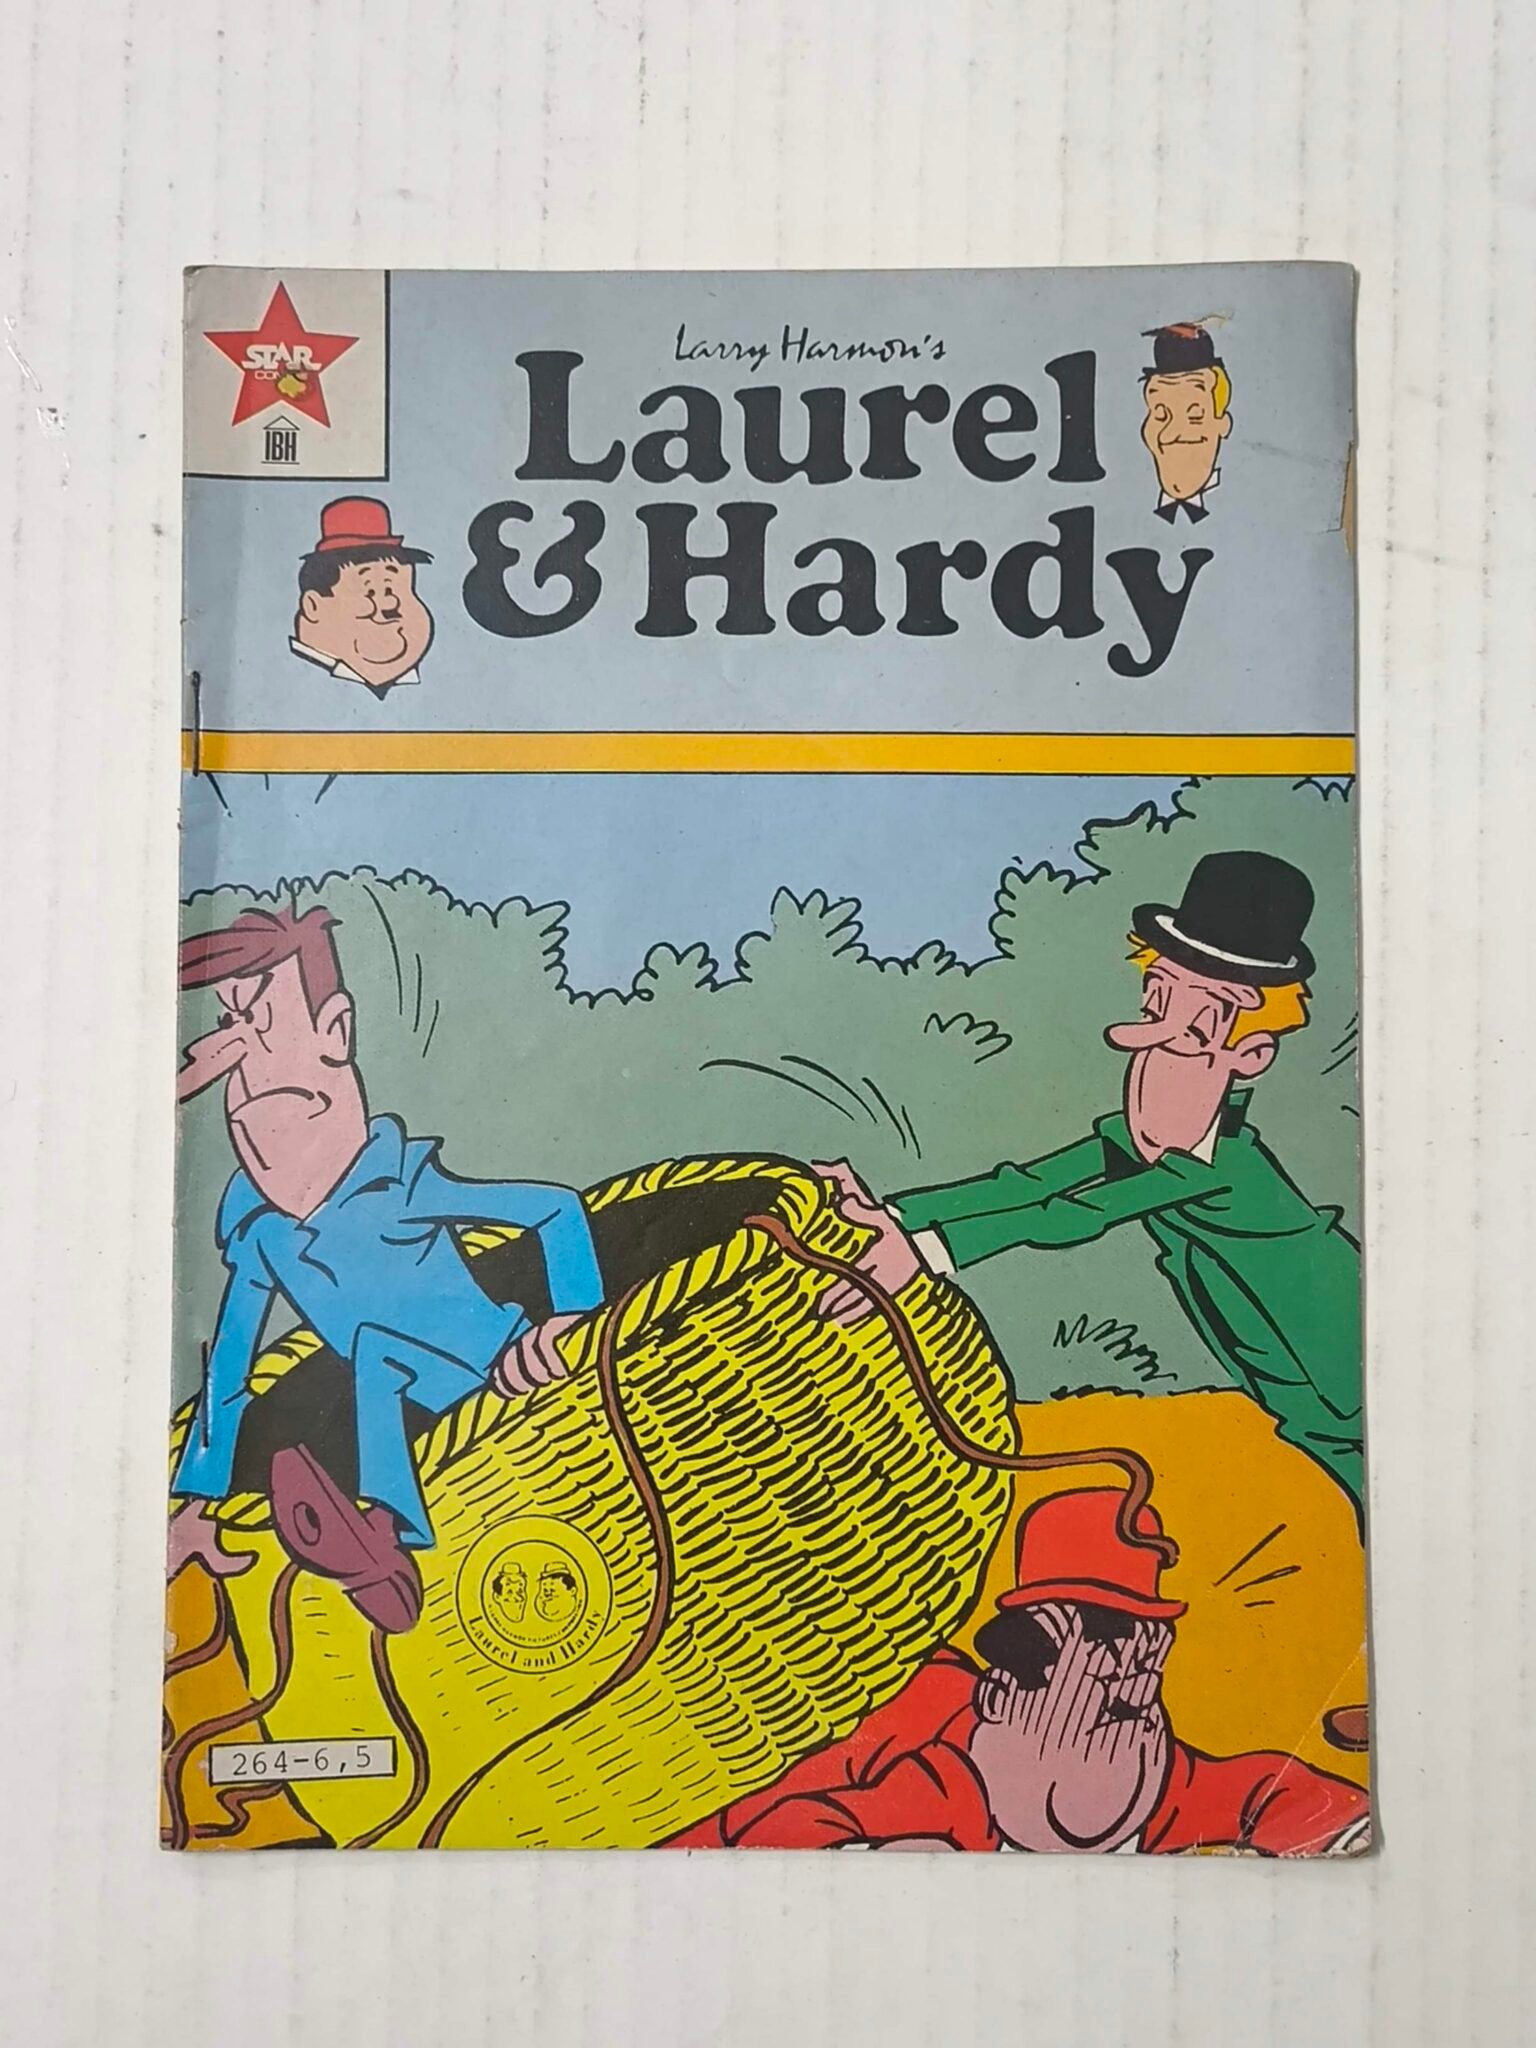 STAR
IBH
Larry Harmon's
Laurel
& Hardy
Laurel and Hardy
264-6,5